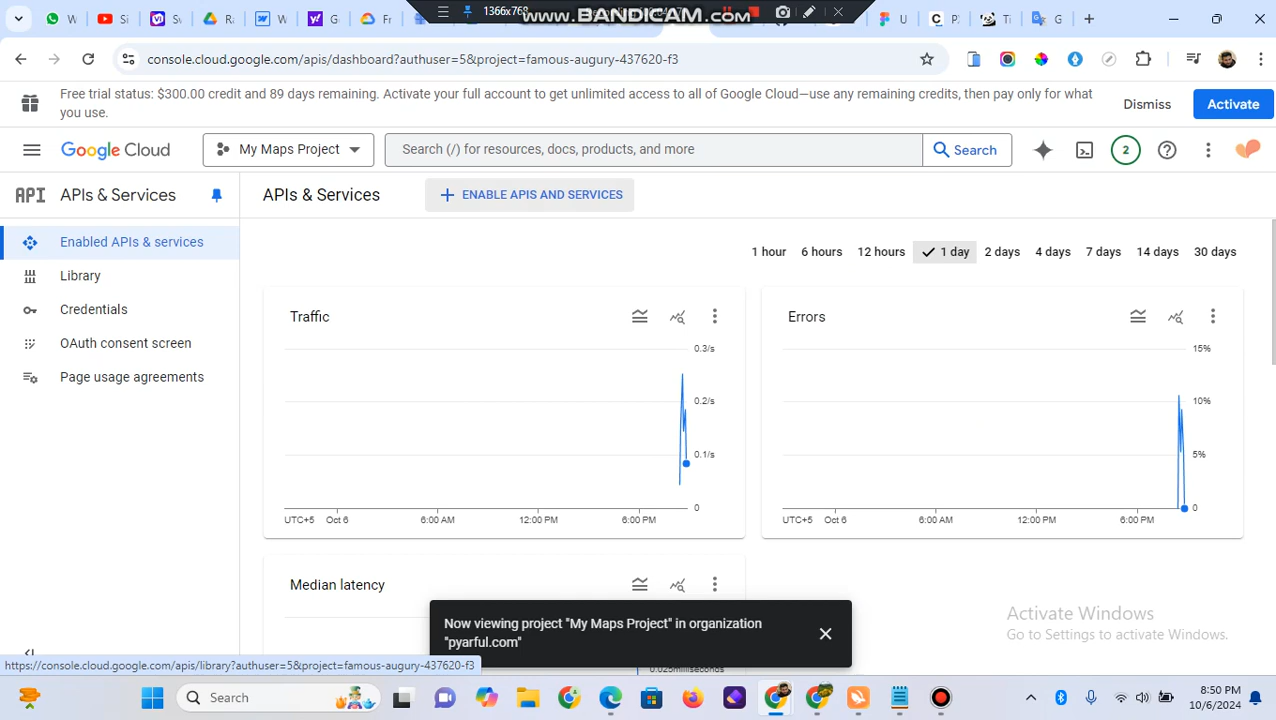 1366x768
www.BANDICAM.com
console.cloud.google.com/apis/dashboard?authuser=5&project=famous-augury-437620-f3
Free trial status: $300.00 credit and 89 days remaining. Activate your full account to get unlimited access to all of Google Cloud—use any remaining credits, then pay only for what
you use.
Dismiss
Activate
Google Cloud
My Maps Project
Search (/) for resources, docs, products, and more
Search
2
API APIs & Services
APIs & Services
ENABLE APIS AND SERVICES
Enabled APIs & services
Library
Credentials
OAuth consent screen
Page usage agreements
1 hour 6 hours 12 hours 1 day 2 days 4 days 7 days 14 days 30 days
Traffic
0.3/s
0.2/s
0.1/s
0
UTC+5 Oct 6 6:00 AM 12:00 PM 6:00 PM
Errors
15%
10%
5%
0
UTC+5 Oct 6 6:00 AM 12:00 PM 6:00 PM
Median latency
Now viewing project "My Maps Project" in organization
"pyarful.com"
Activate Windows
Go to Settings to activate Windows.
https://console.cloud.google.com/apis/library?authuser=5&project=famous-augury-437620-f3
Search
8:50 PM
10/6/2024